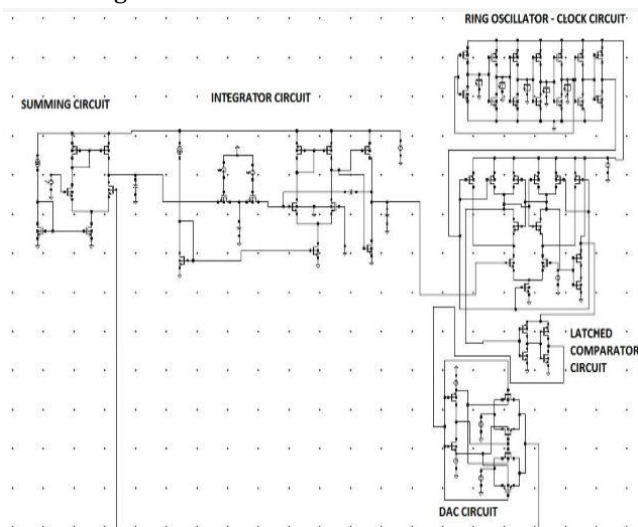 RING OSCILLATOR - CLOCK CIRCUIT
INTEGRATOR CIRCUIT
SUMMING CIRCUIT
LATCHED
COMPARATOR
CIRCUIT
DAC CIRCUIT